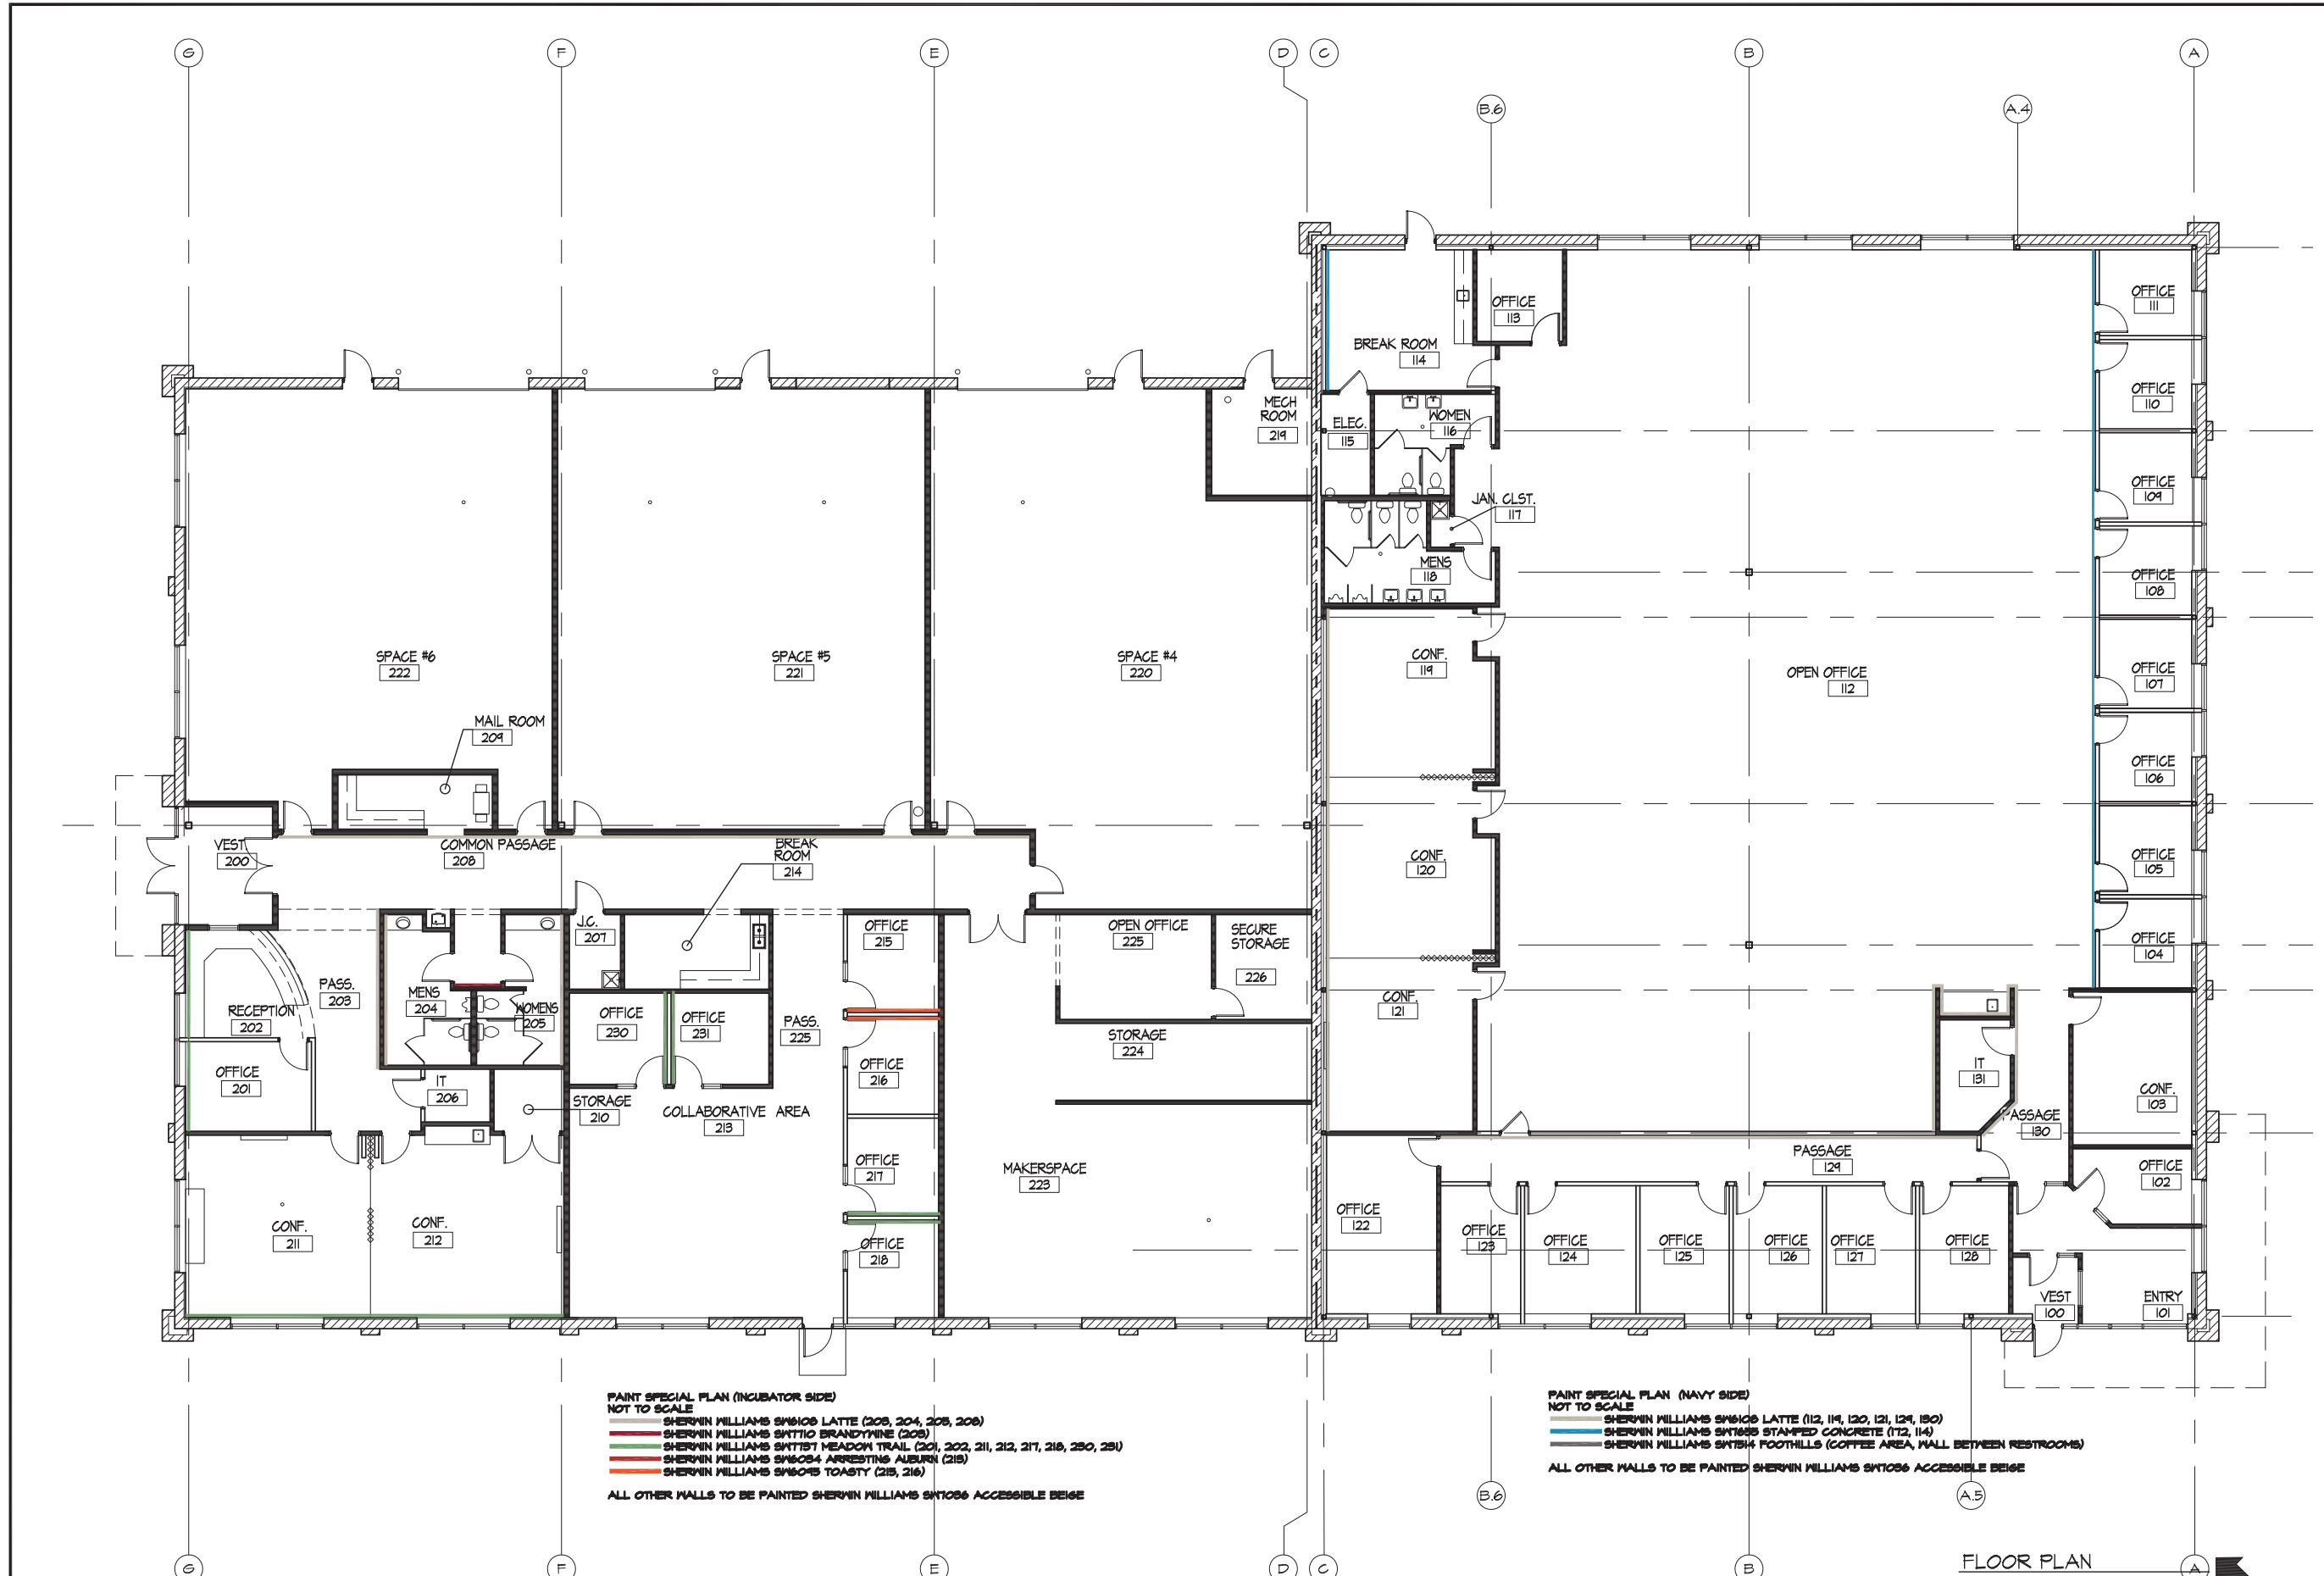 G
F
E
D
C
B
A
B.6
A.4
OFFICE
111
OFFICE
113
BREAK ROOM
114
OFFICE
110
MECH
ROOM
219
ELEC.
115
WOMEN
116
OFFICE
109
JAN. CLST.
117
MENS
118
OFFICE
108
SPACE #6
222
SPACE #5
221
SPACE #4
220
CONF.
119
OPEN OFFICE
112
OFFICE
107
MAIL ROOM
209
OFFICE
106
VEST.
200
COMMON PASSAGE
208
BREAK
ROOM
214
CONF.
120
OFFICE
105
J.C.
207
OFFICE
215
OPEN OFFICE
225
SECURE
STORAGE
226
OFFICE
104
PASS.
203
MENS
204
WOMENS
205
RECEPTION
202
OFFICE
230
OFFICE
231
PASS.
225
CONF.
121
STORAGE
224
OFFICE
201
IT
206
OFFICE
216
IT
131
CONF.
103
STORAGE
210
COLLABORATIVE AREA
213
PASSAGE
130
PASSAGE
129
OFFICE
217
MAKERSPACE
223
OFFICE
102
CONF.
211
CONF.
212
OFFICE
218
OFFICE
122
OFFICE
123
OFFICE
124
OFFICE
125
OFFICE
126
OFFICE
127
OFFICE
128
VEST
100
ENTRY
101
PAINT SPECIAL PLAN (INCUBATOR SIDE)
NOT TO SCALE
SHERWIN WILLIAMS SW6108 LATTE (203, 204, 205, 208)
SHERWIN WILLIAMS SW7710 BRANDYWINE (203)
SHERWIN WILLIAMS SW7737 MEADOW TRAIL (201, 202, 211, 212, 217, 218, 230, 231)
SHERWIN WILLIAMS SW6034 ARRESTING AUBURN (213)
SHERWIN WILLIAMS SW6095 TOASTY (215, 216)
ALL OTHER WALLS TO BE PAINTED SHERWIN WILLIAMS SW7036 ACCESSIBLE BEIGE
PAINT SPECIAL PLAN (NAVY SIDE)
NOT TO SCALE
SHERWIN WILLIAMS SW6108 LATTE (112, 119, 120, 121, 129, 130)
SHERWIN WILLIAMS SW7655 STAMPED CONCRETE (172, 114)
SHERWIN WILLIAMS SW7514 FOOTHILLS (COFFEE AREA, WALL BETWEEN RESTROOMS)
ALL OTHER WALLS TO BE PAINTED SHERWIN WILLIAMS SW7036 ACCESSIBLE BEIGE
B.6
A.5
G
F
E
D
C
B
A
FLOOR PLAN